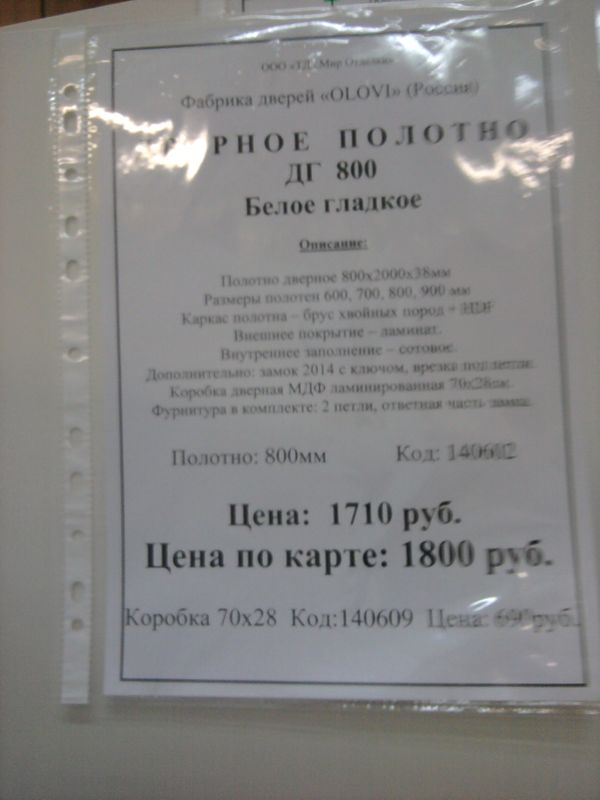 ООО «ТД «Мир Отделки»
Фабрика дверей «OLOVI» (Россия)
ПОЛОТНО
ДГ 800
Белое гладкое
Описание:
Полотно дверное 800х2000х38мм
Размеры полотен 600, 700, 800, 900 мм
Каркас полотна – брус хвойных пород +
Внешнее покрытие – ламинат.
Внутреннее заполнение – сотовое.
Дополнительно: замок 2014 с ключом, врезка под петли.
Коробка дверная МДФ ламинированная 70х28мм.
Фурнитура в комплекте: 2 петли, ответная часть замка.
Полотно: 800мм Код: 140602
Цена: 1710 руб.
Цена по карте: 1800 руб.
Коробка 70х28 Код:140609 Цена: 690руб.